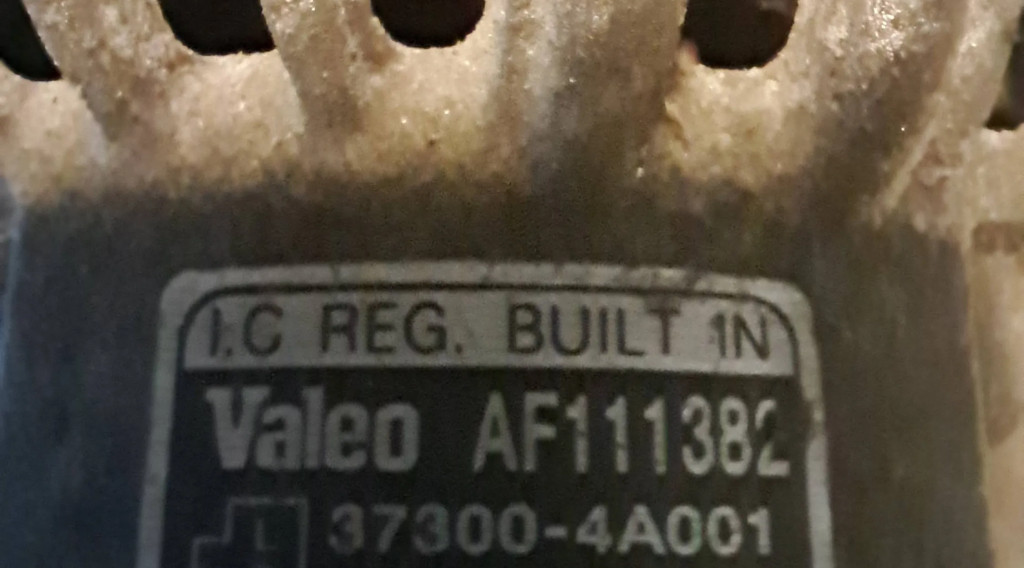 I.C REG. BUILT IN
Valeo AF111382
L 37300-4A001